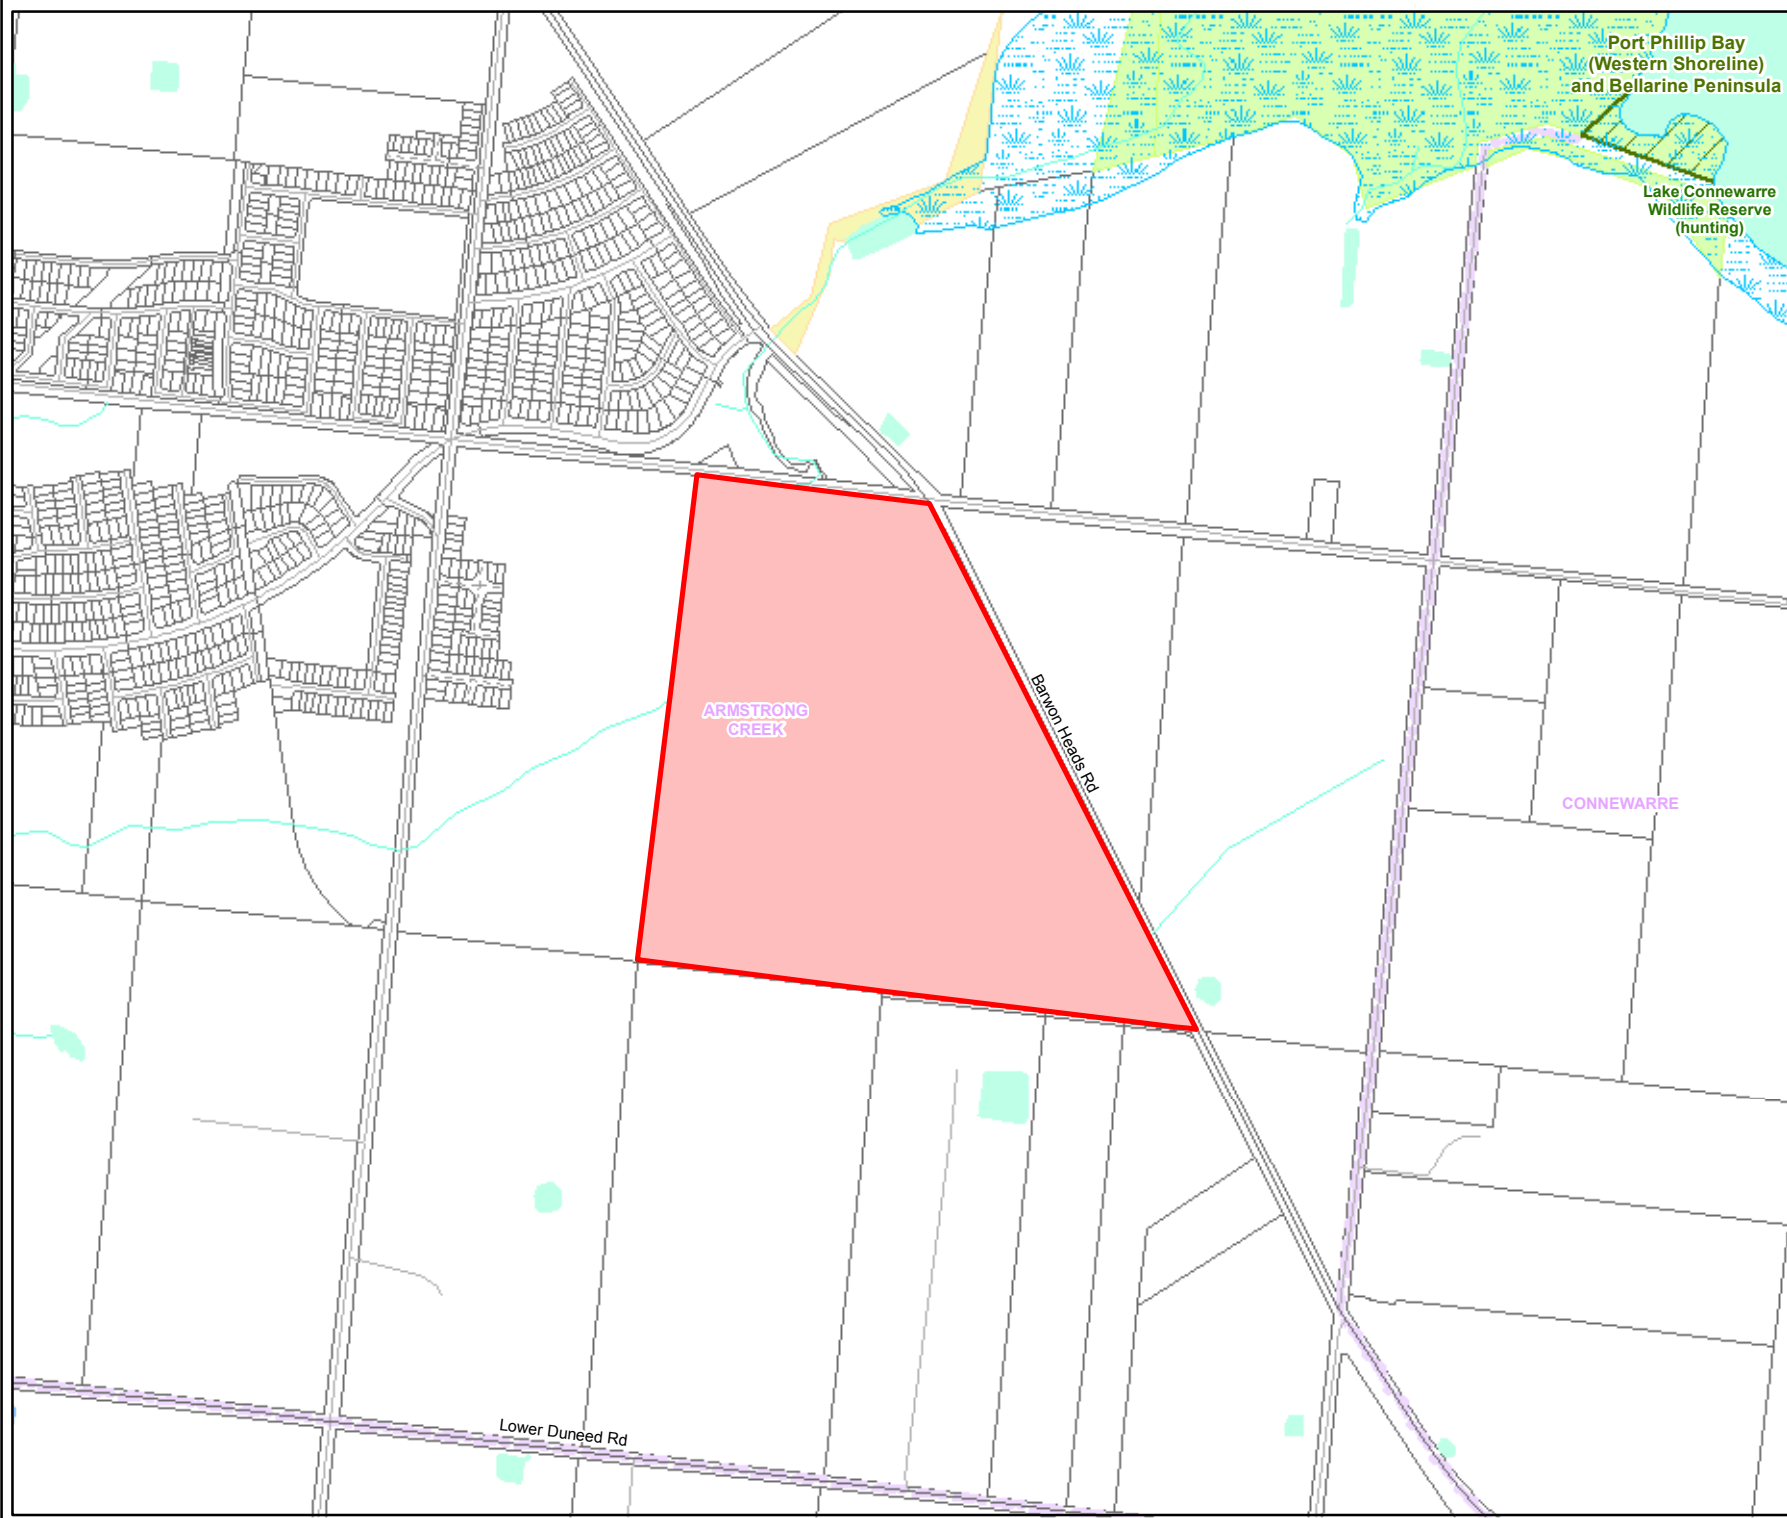 Port Phillip Bay
(Western Shoreline)
and Bellarine Peninsula
Lake Connewarre
Wildlife Reserve
(hunting)
Barwon Heads Rd
ARMSTRONG
CREEK
CONNEWARRE
Lower Duneed Rd